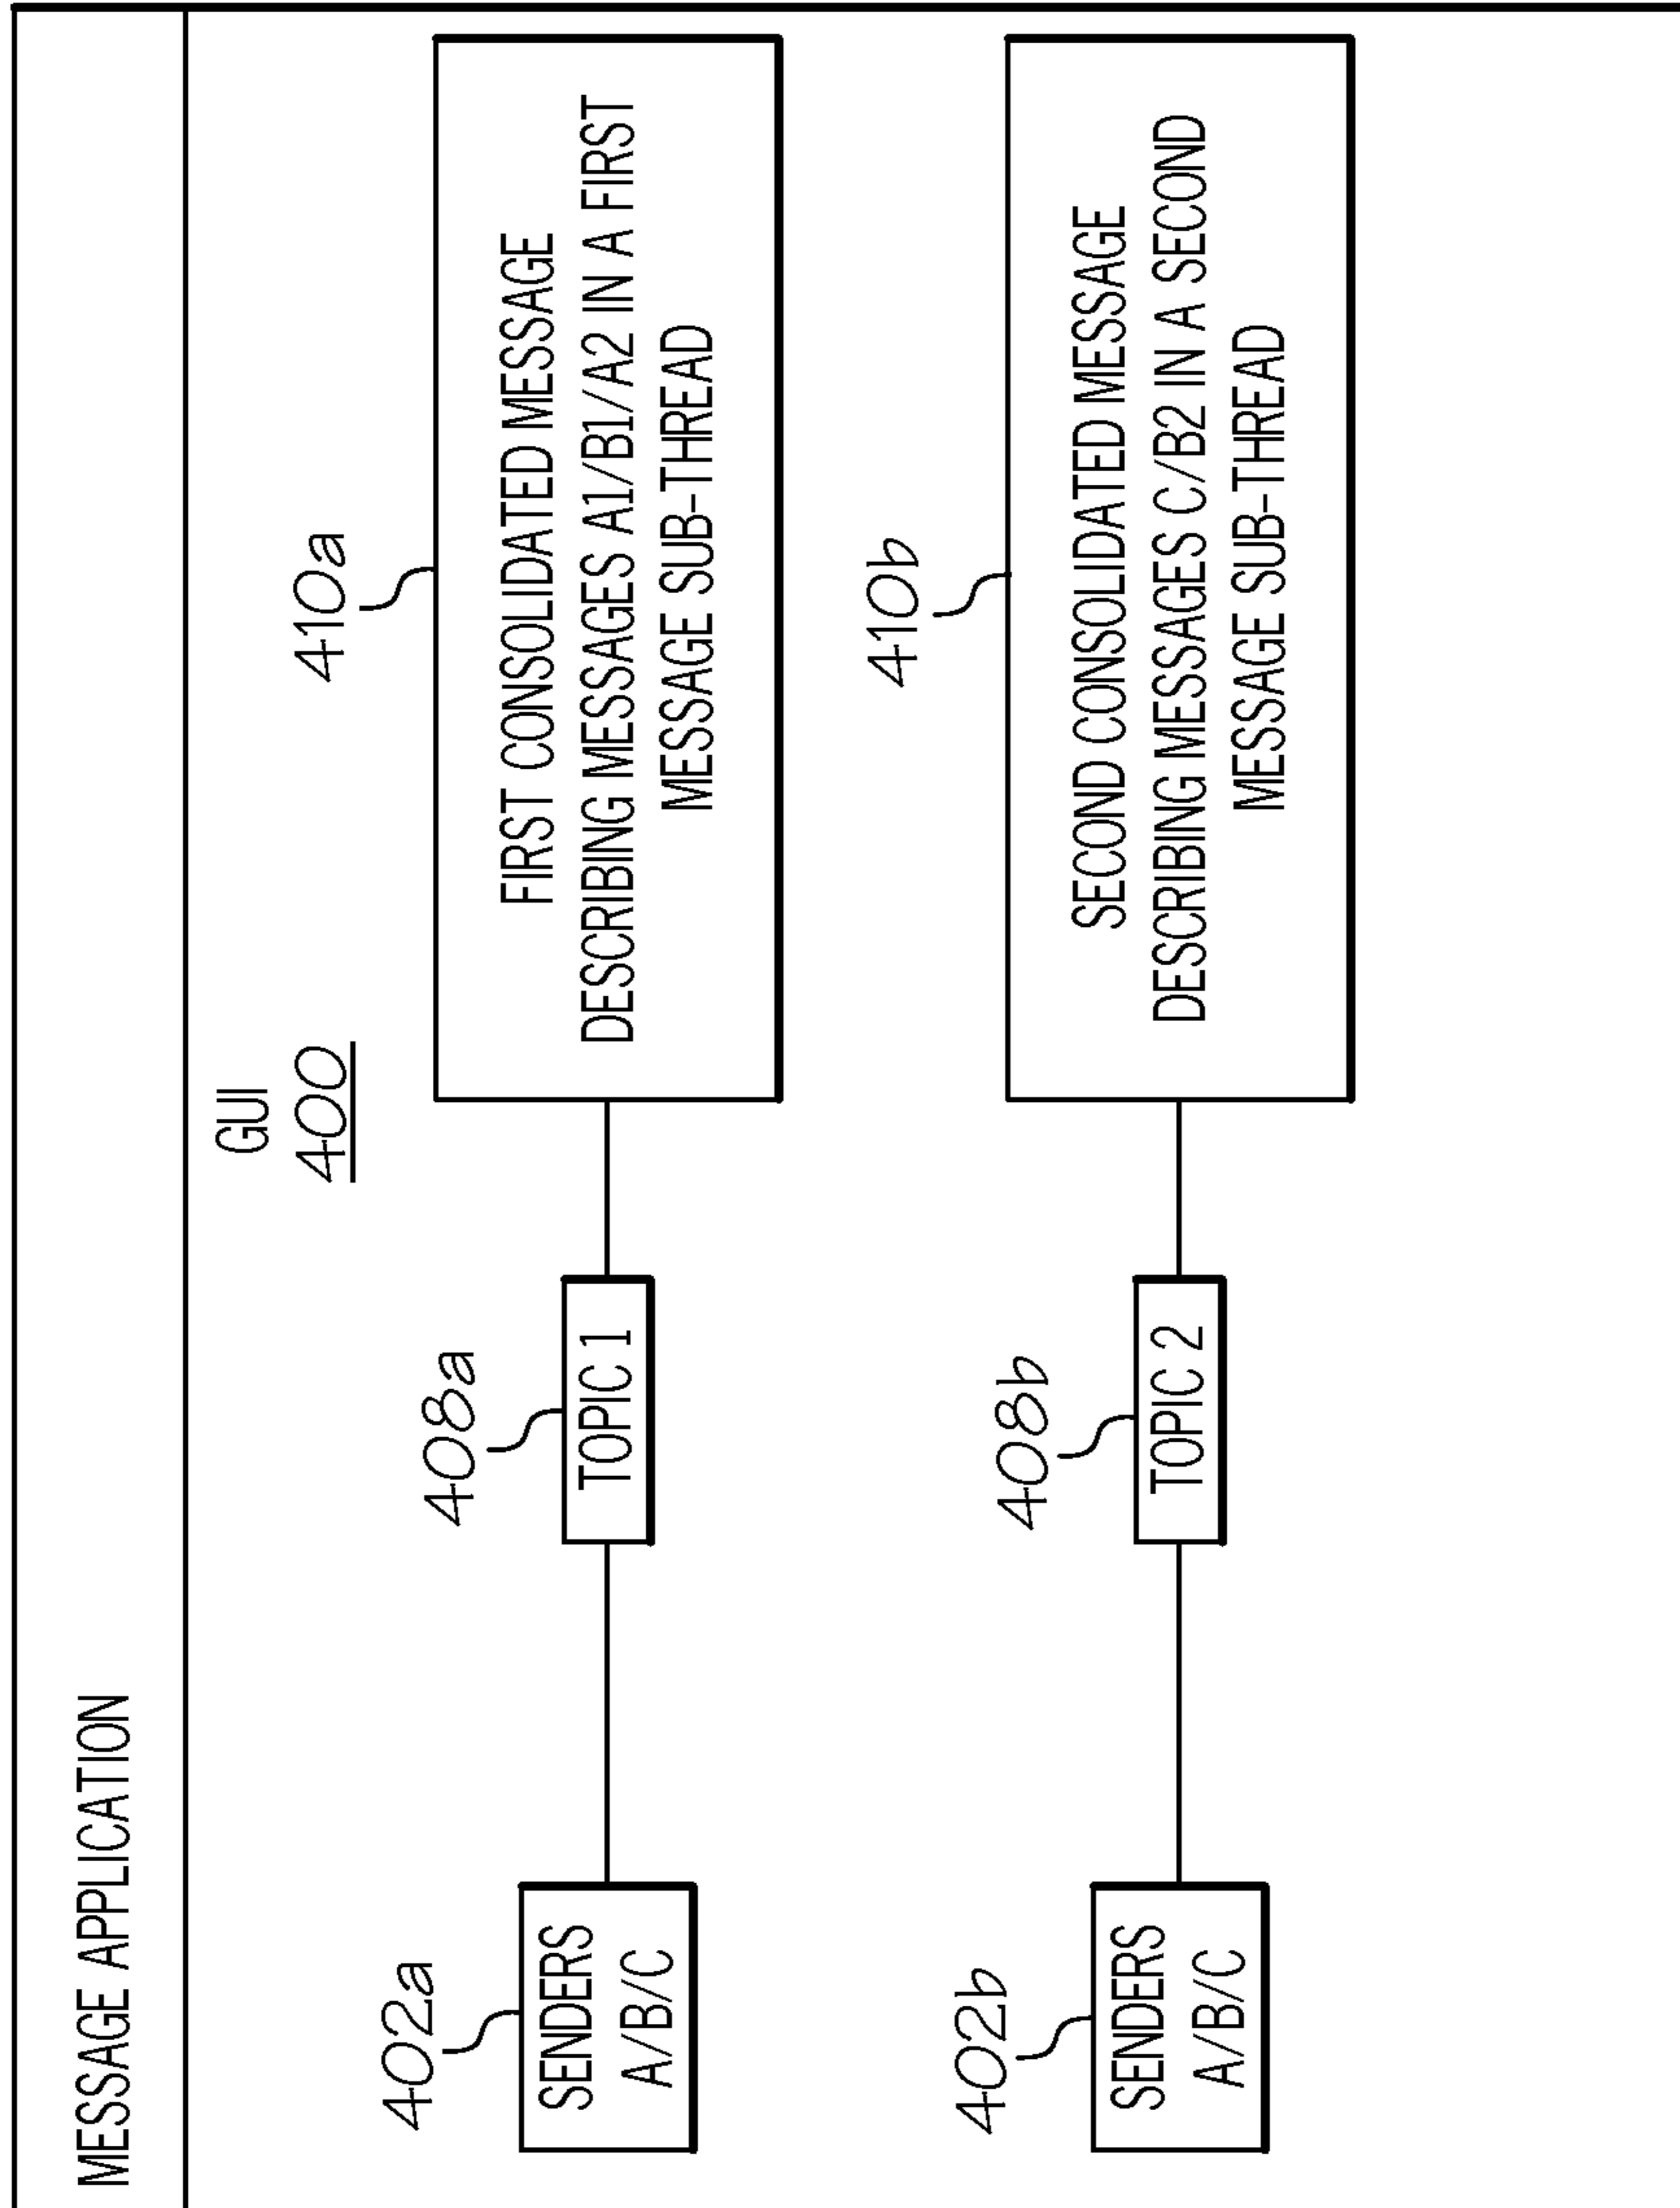 MESSAGE APPLICATION
GUI
400
402a
SENDERS
A/B/C
408a
TOPIC 1
410a
FIRST CONSOLIDATED MESSAGE
DESCRIBING MESSAGES A1/B1/A2 IN A FIRST
MESSAGE SUB-THREAD
402b
SENDERS
A/B/C
408b
TOPIC 2
410b
SECOND CONSOLIDATED MESSAGE
DESCRIBING MESSAGES C/B2 IN A SECOND
MESSAGE SUB-THREAD